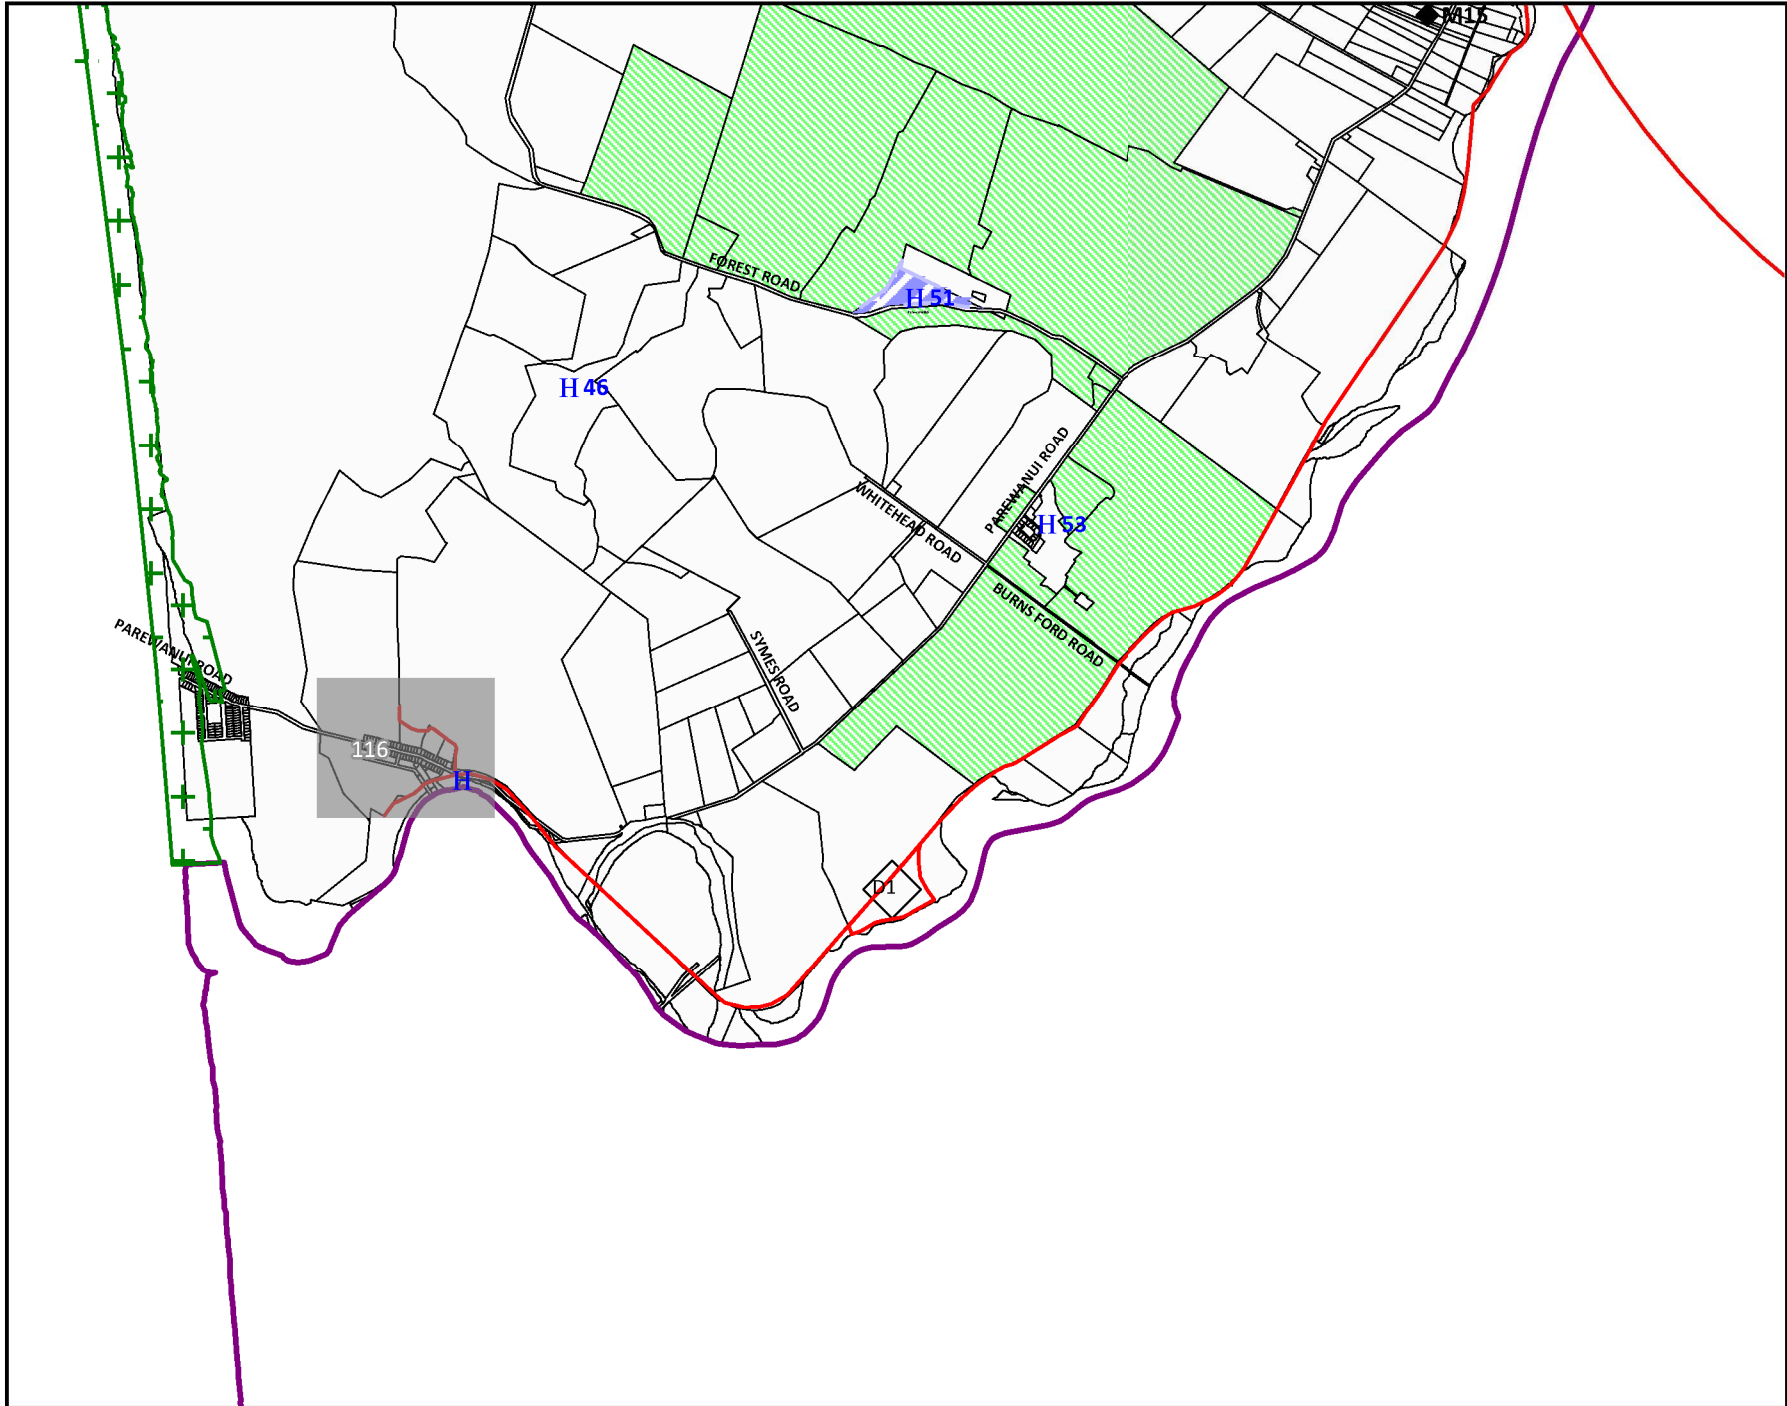 M15
FOREST ROAD
H 51
H 46
PAREWANUI ROAD
WHITEHEAD ROAD
H 53
BURNS FORD ROAD
PAREWANUI ROAD
SYMES ROAD
116
H
D1